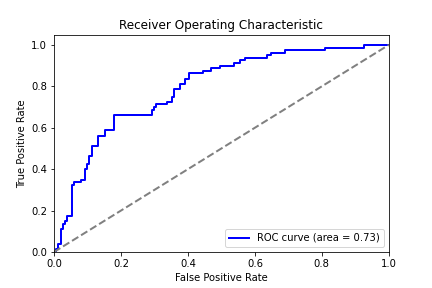 Receiver Operating Characteristic
1.0
0.8
0.6
0.4
0.2
0.0
True Positive Rate
ROC curve (area = 0.73)
0.0 0.2 0.4 0.6 0.8 1.0
False Positive Rate